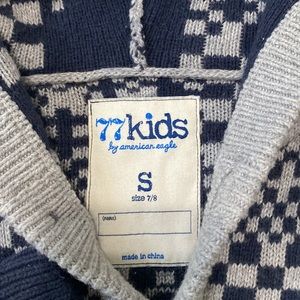 77kids
by american eagle
S
size 7/8
(name)
made in china